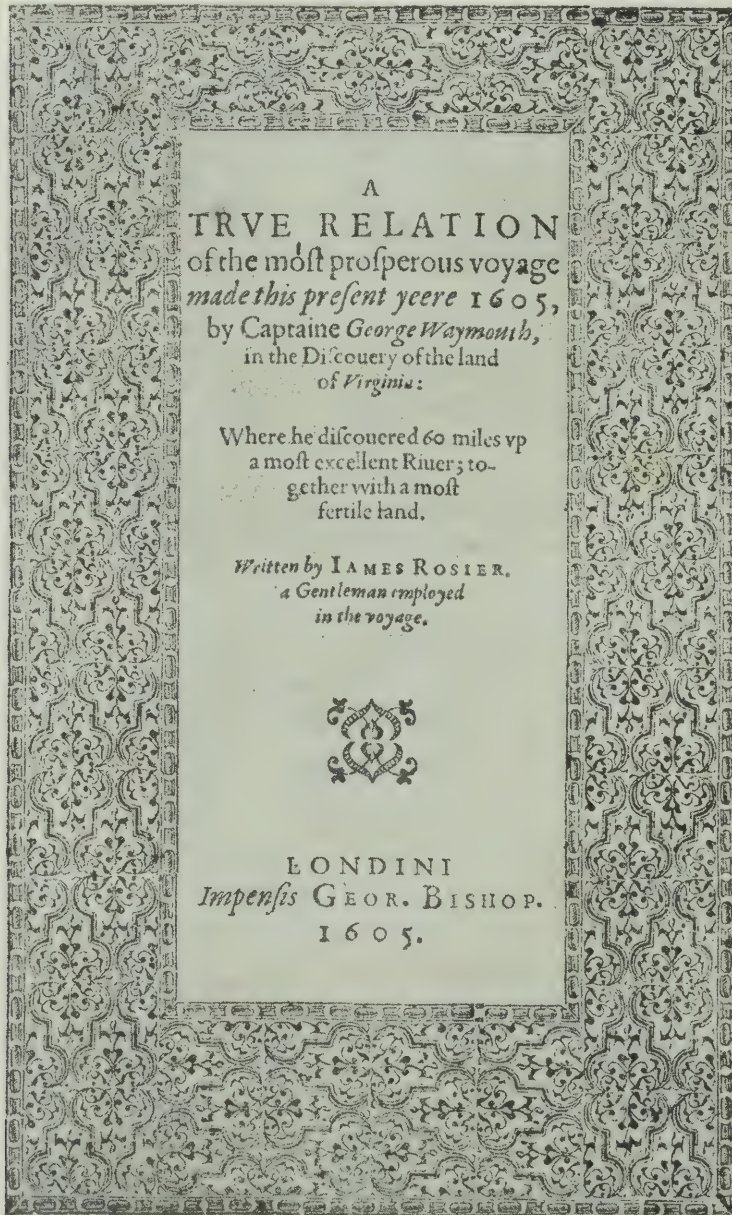 A
TRVE RELATION
of the moſt proſperous voyage
made this preſent yeere 1605,
by Captaine George Waymouth,
in the Diſcouery of the land
of Virginia:
Where he diſcouered 60 miles vp
a moſt excellent Riuer; to-
gether with a moſt
fertile land.
Written by IAMES ROSIER.
a Gentleman employed
in the voyage.
LONDINI
Impenſis GEOR. BISHOP.
1605.